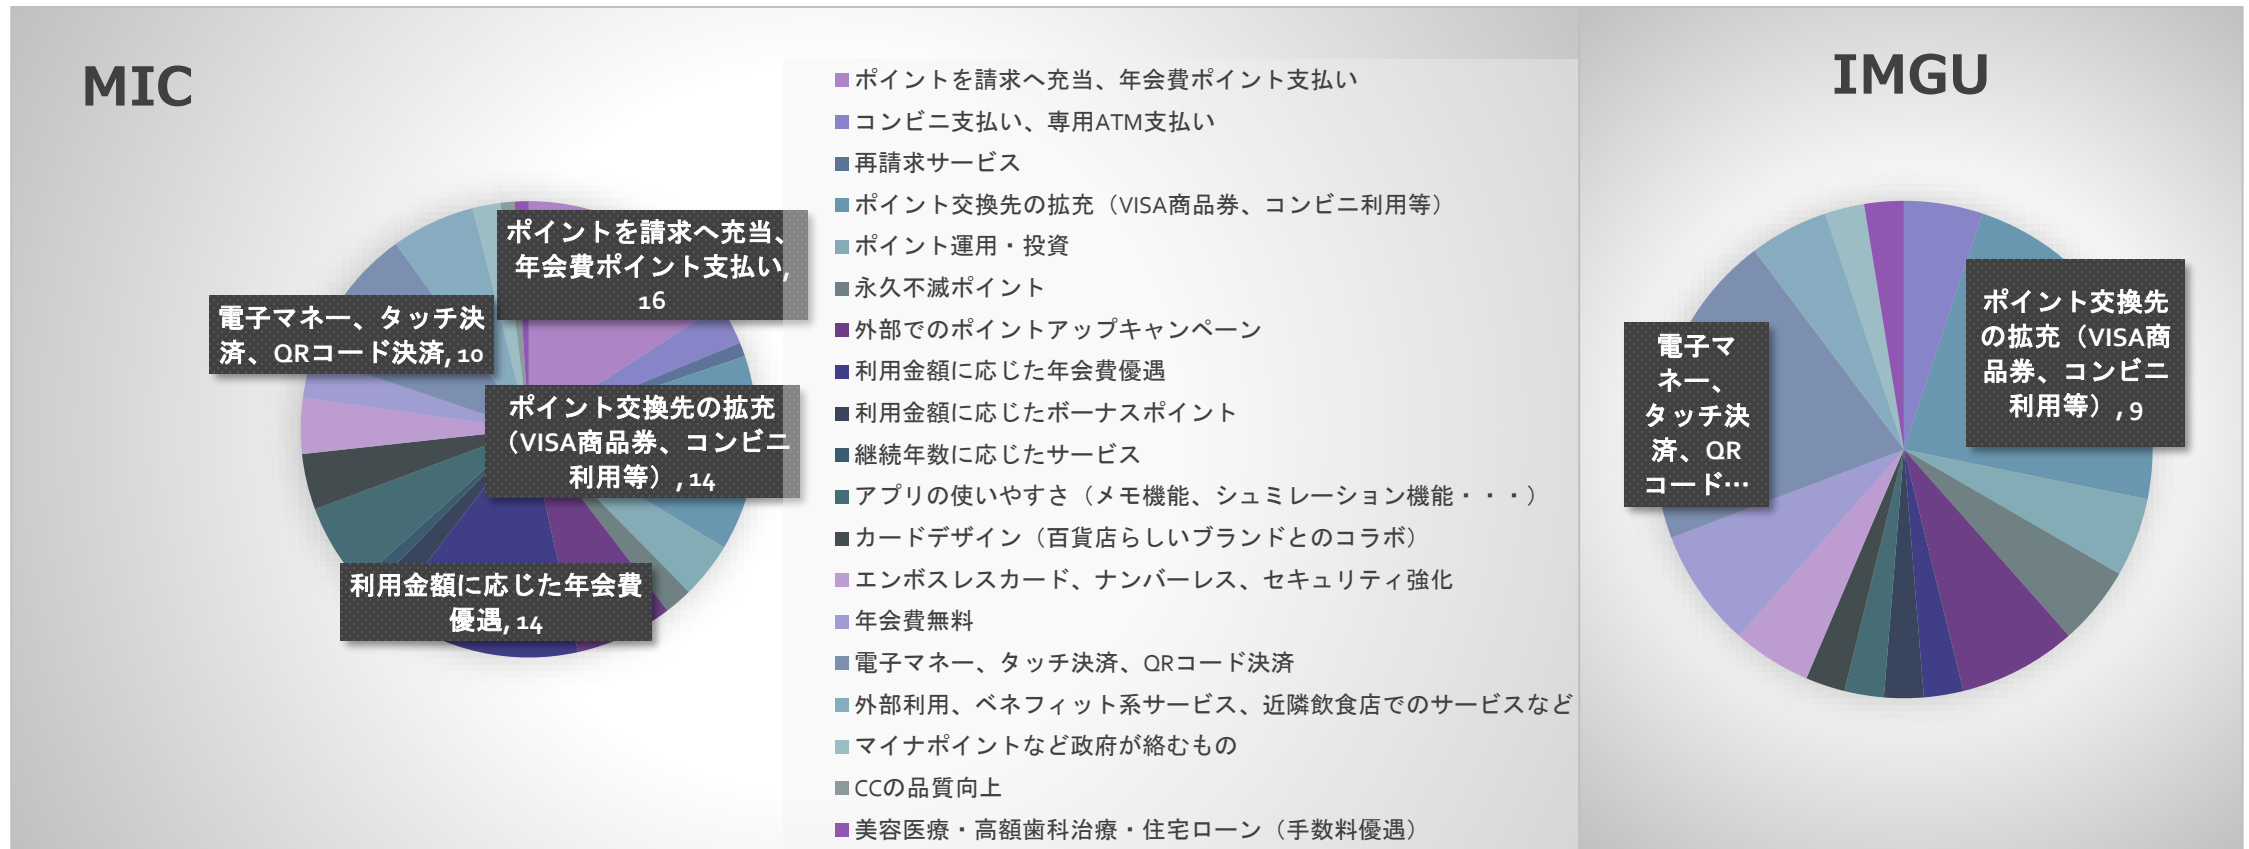 MIC
ポイントを請求へ充当、
年会費ポイント支払い,
16
電子マネー、タッチ決
済、QRコード決済, 10
ポイント交換先の拡充
（VISA商品券、コンビニ
利用等）, 14
利用金額に応じた年会費
優遇, 14
ポイントを請求へ充当、年会費ポイント支払い
コンビニ支払い、専用ATM支払い
再請求サービス
ポイント交換先の拡充（VISA商品券、コンビニ利用等）
ポイント運用・投資
永久不滅ポイント
外部でのポイントアップキャンペーン
利用金額に応じた年会費優遇
利用金額に応じたボーナスポイント
継続年数に応じたサービス
アプリの使いやすさ（メモ機能、シュミレーション機能・・・）
カードデザイン（百貨店らしいブランドとのコラボ）
エンボスレスカード、ナンバーレス、セキュリティ強化
年会費無料
電子マネー、タッチ決済、QRコード決済
外部利用、ベネフィット系サービス、近隣飲食店でのサービスなど
マイナポイントなど政府が絡むもの
CCの品質向上
美容医療・高額歯科治療・住宅ローン（手数料優遇）
IMGU
ポイント交換先
の拡充（VISA商
品券、コンビニ
利用等）, 9
電子マ
ネー、
タッチ決
済、QR
コード…